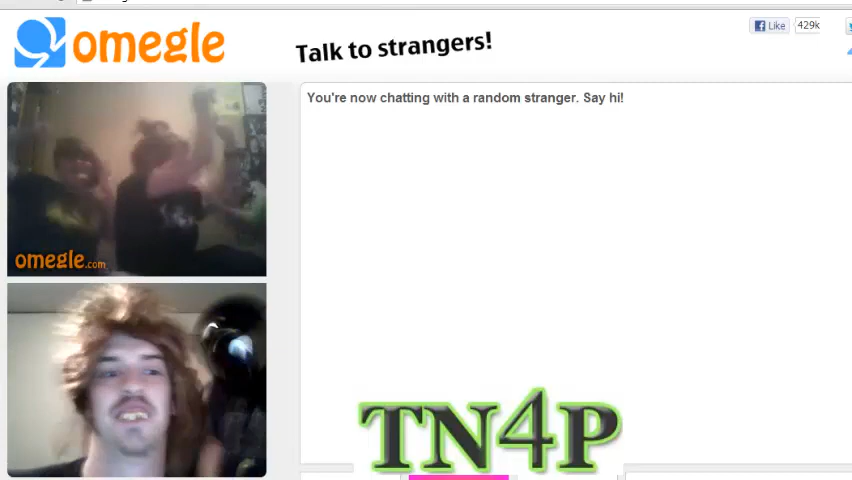 omegle
Talk to strangers!
Like
429k
You're now chatting with a random stranger. Say hi!
omegle.com
TN4P